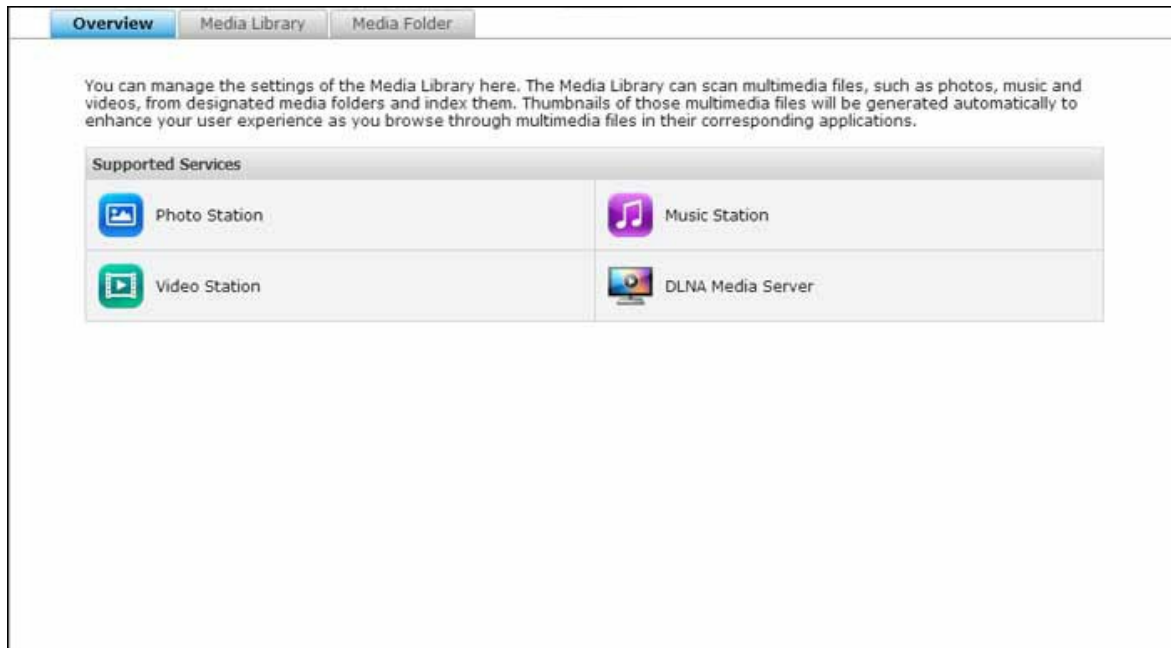 Overview Media Library Media Folder
You can manage the settings of the Media Library here. The Media Library can scan multimedia files, such as photos, music and
videos, from designated media folders and index them. Thumbnails of those multimedia files will be generated automatically to
enhance your user experience as you browse through multimedia files in their corresponding applications.
Supported Services
Photo Station Music Station
Video Station DLNA Media Server